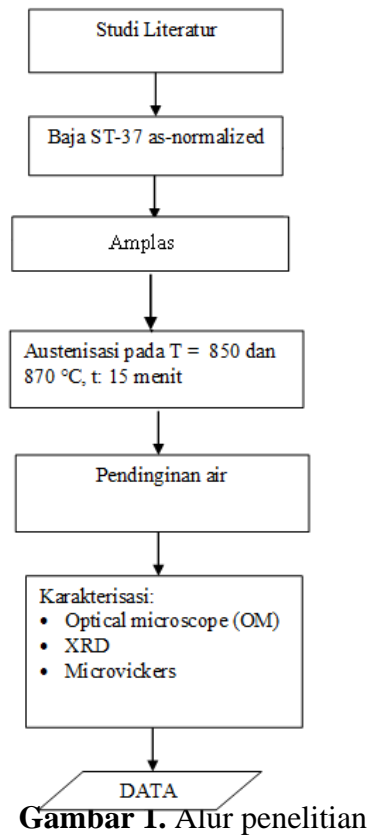 Studi Literatur
Baja ST-37 as-normalized
Amplas
Austenisasi pada T =  850 dan
870 °C, t: 15 menit
Pendinginan air
Karakterisasi:
• Optical microscope (OM)
• XRD
• Microvickers
DATA
Gambar 1. Alur penelitian